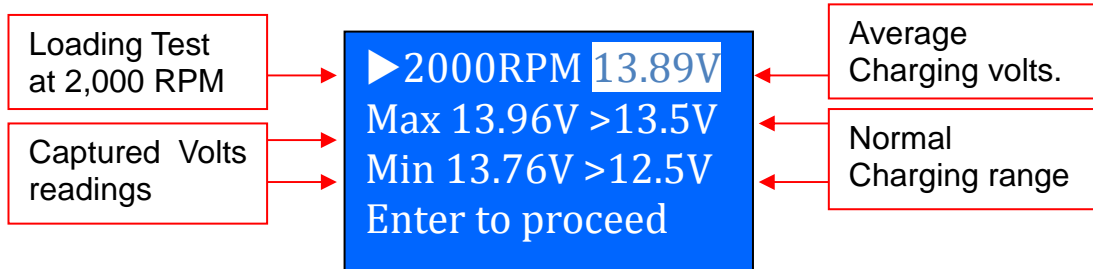 Loading Test
at 2,000 RPM
Captured Volts
readings
▶2000RPM 13.89V
Max 13.96V >13.5V
Min 13.76V >12.5V
Enter to proceed
Average
Charging volts.
Normal
Charging range